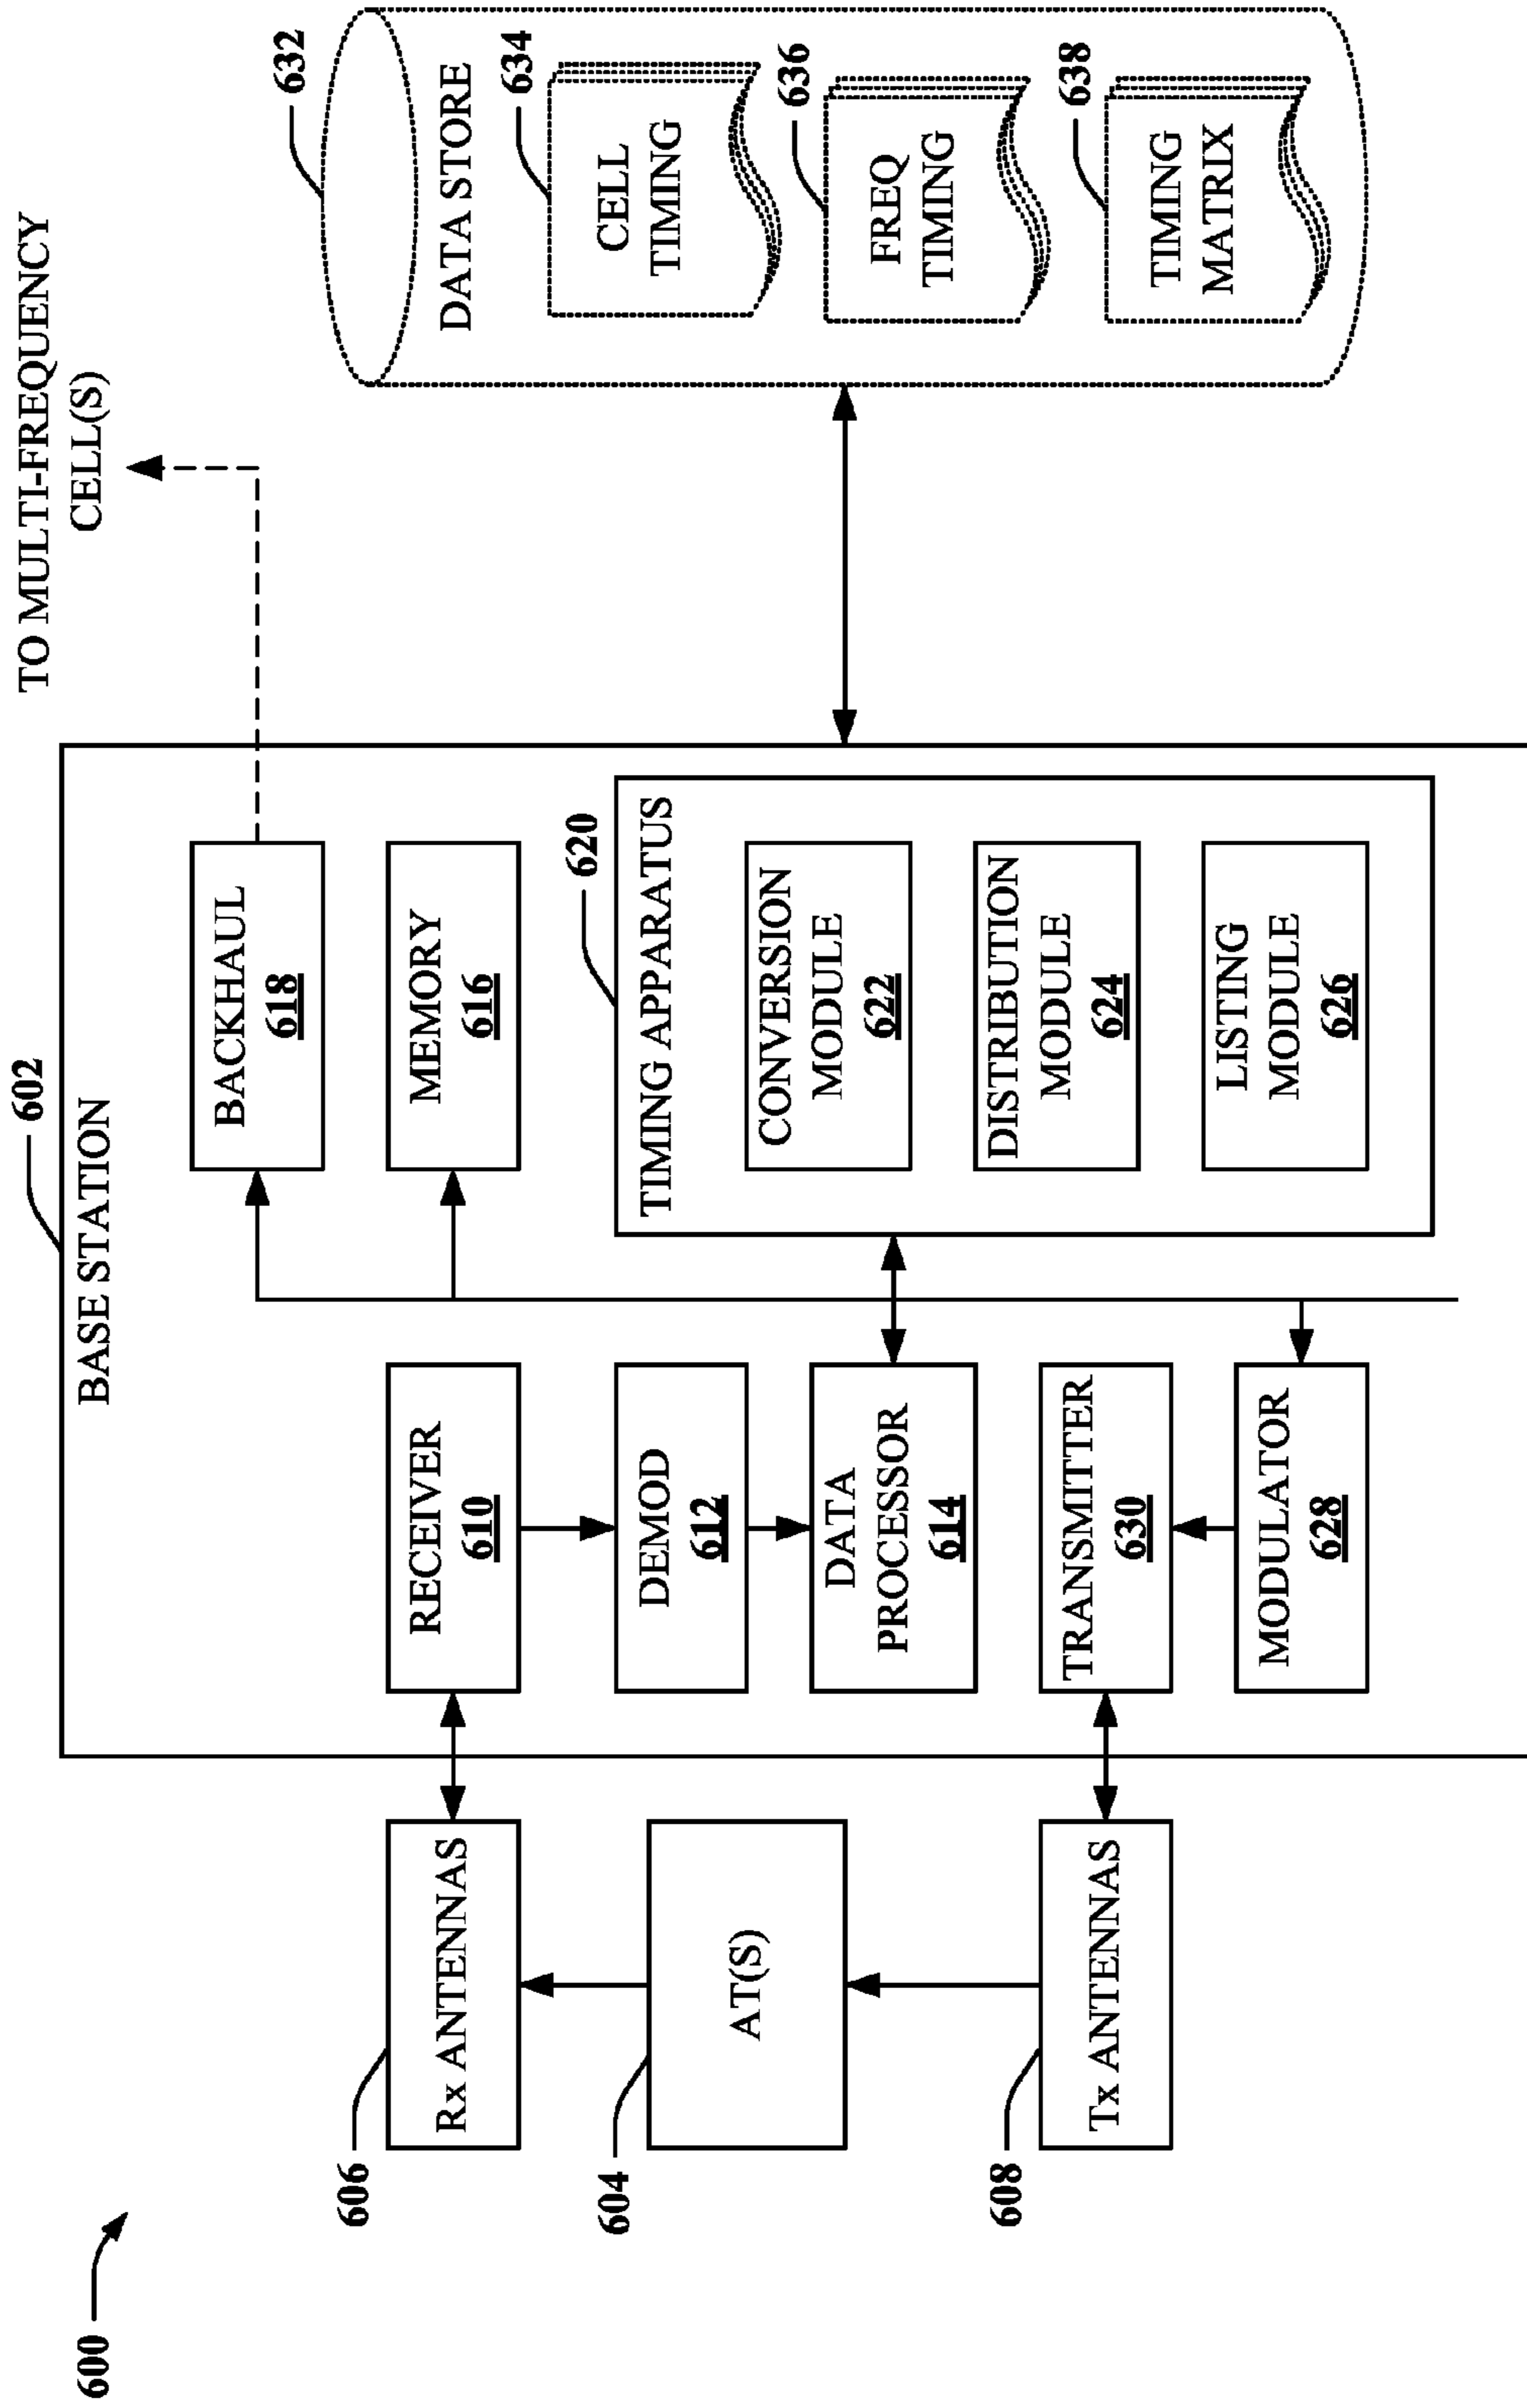 600
602
BASE STATION
TO MULTI-FREQUENCY
CELL(S)
606
Rx ANTENNAS
604
AT(S)
608
Tx ANTENNAS
RECEIVER
610
DEMOD
612
DATA
PROCESSOR
614
TRANSMITTER
630
MODULATOR
628
BACKHAUL
618
MEMORY
616
620
TIMING APPARATUS
CONVERSION
MODULE
622
DISTRIBUTION
MODULE
624
LISTING
MODULE
626
632
DATA STORE
634
CELL
TIMING
636
FREQ
TIMING
638
TIMING
MATRIX